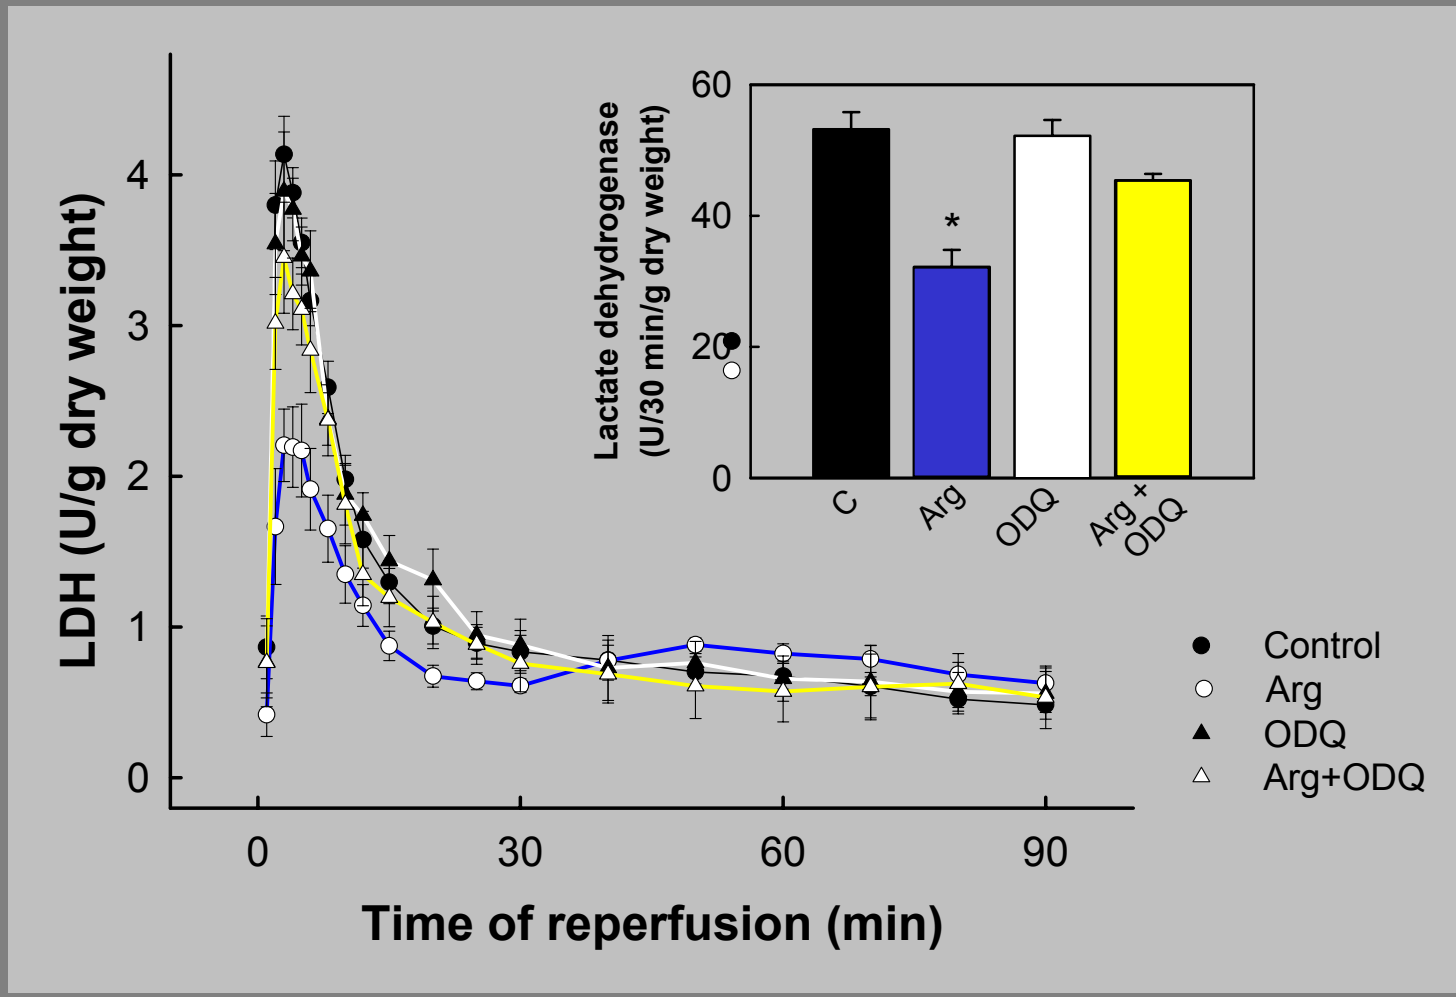 LDH (U/g dry weight)
4
3
2
1
0
0
30
60
90
Time of reperfusion (min)
Lactate dehydrogenase
(U/30 min/g dry weight)
60
40
20
0
*
C
Arg
ODQ
Arg +
ODQ
Control
Arg
ODQ
Arg+ODQ